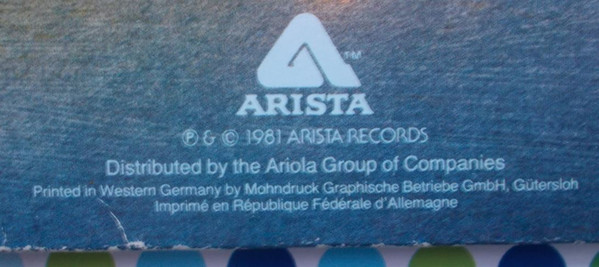 TM
ARISTA
℗ & © 1981 ARISTA RECORDS
Distributed by the Ariola Group of Companies
Printed in Western Germany by Mohndruck Graphische Betriebe GmbH, Gütersloh
Imprimé en République Fédérale d'Allemagne